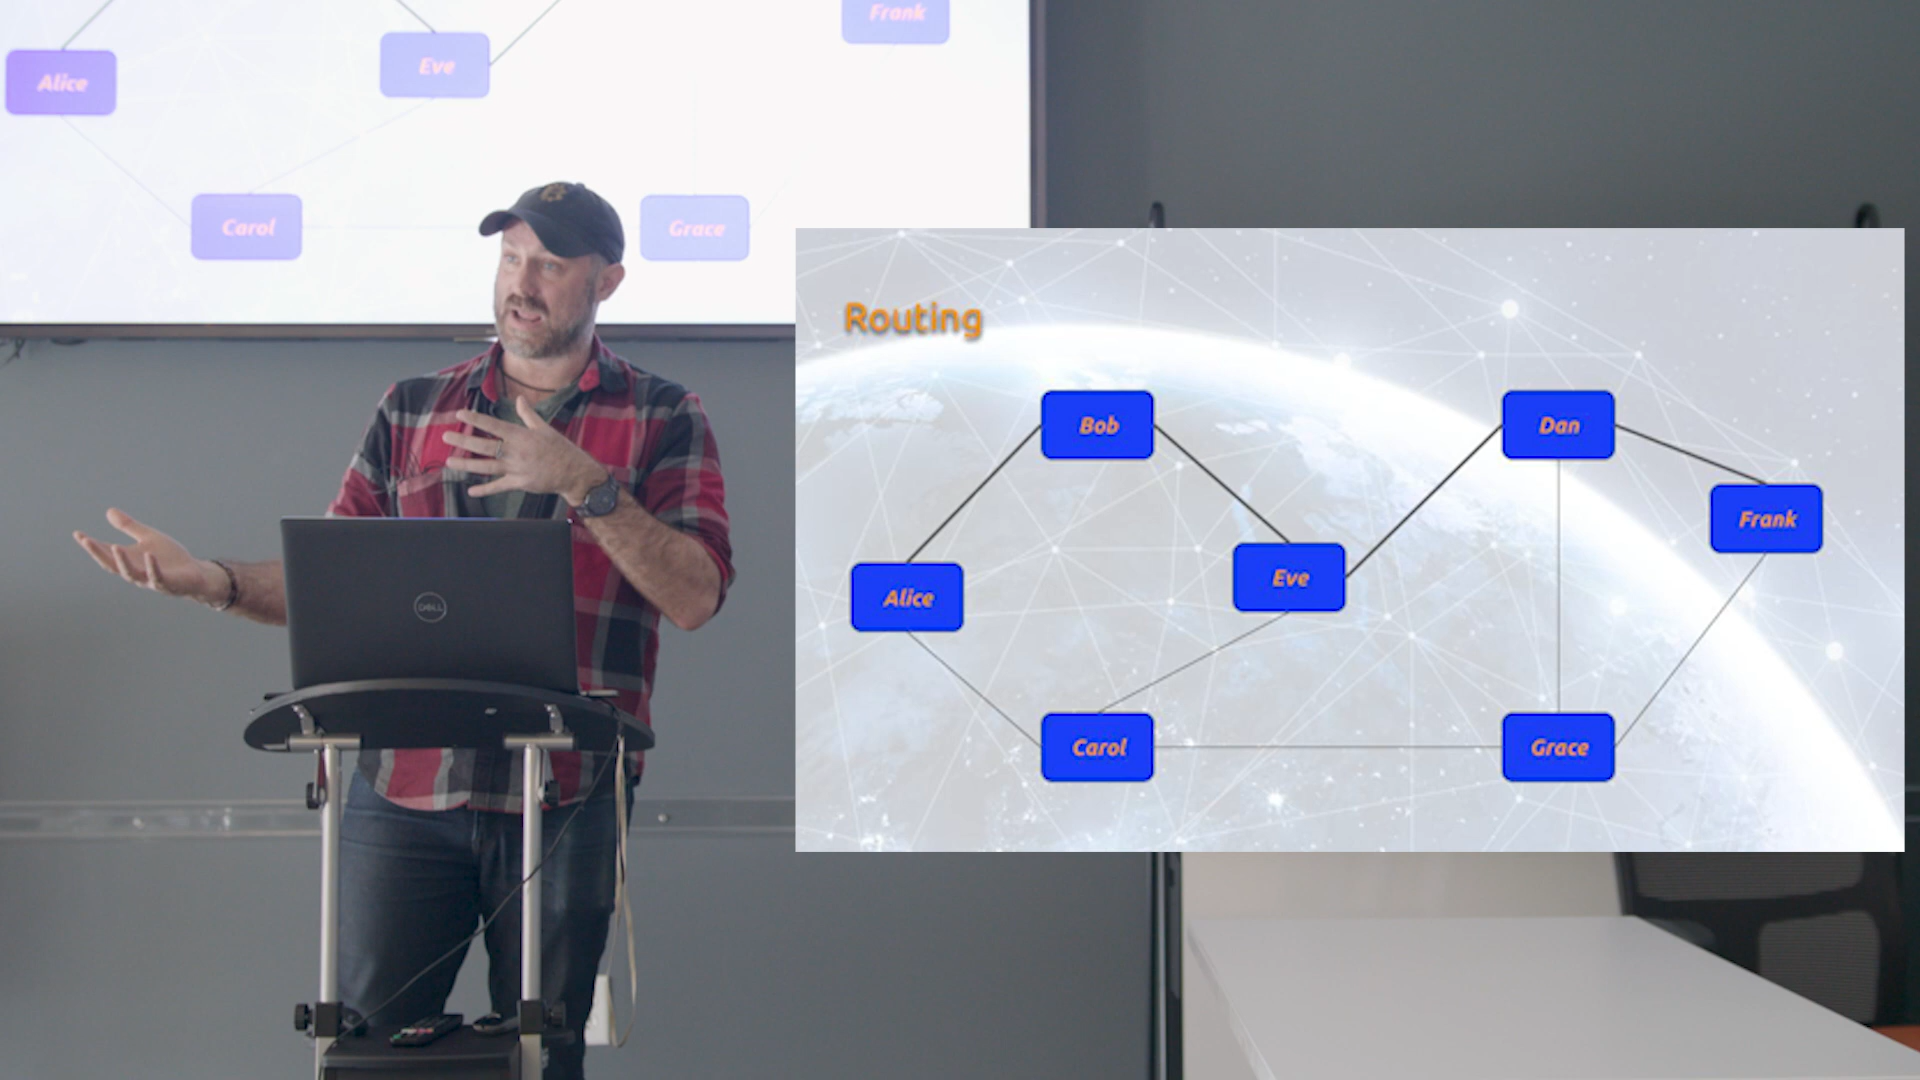 Frank
Alice
Eve
Carol
Grace
DELL
Routing
Bob
Dan
Frank
Eve
Alice
Carol
Grace